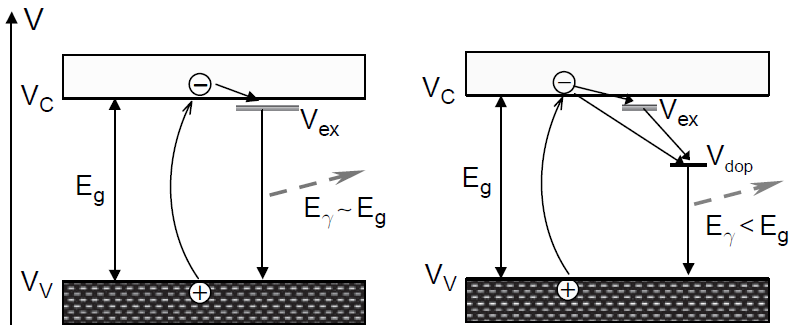 V
V_C
−
V_ex
E_g
E_γ ~ E_g
V_V
+
V_C
−
V_ex
V_dop
E_g
E_γ < E_g
V_V
+